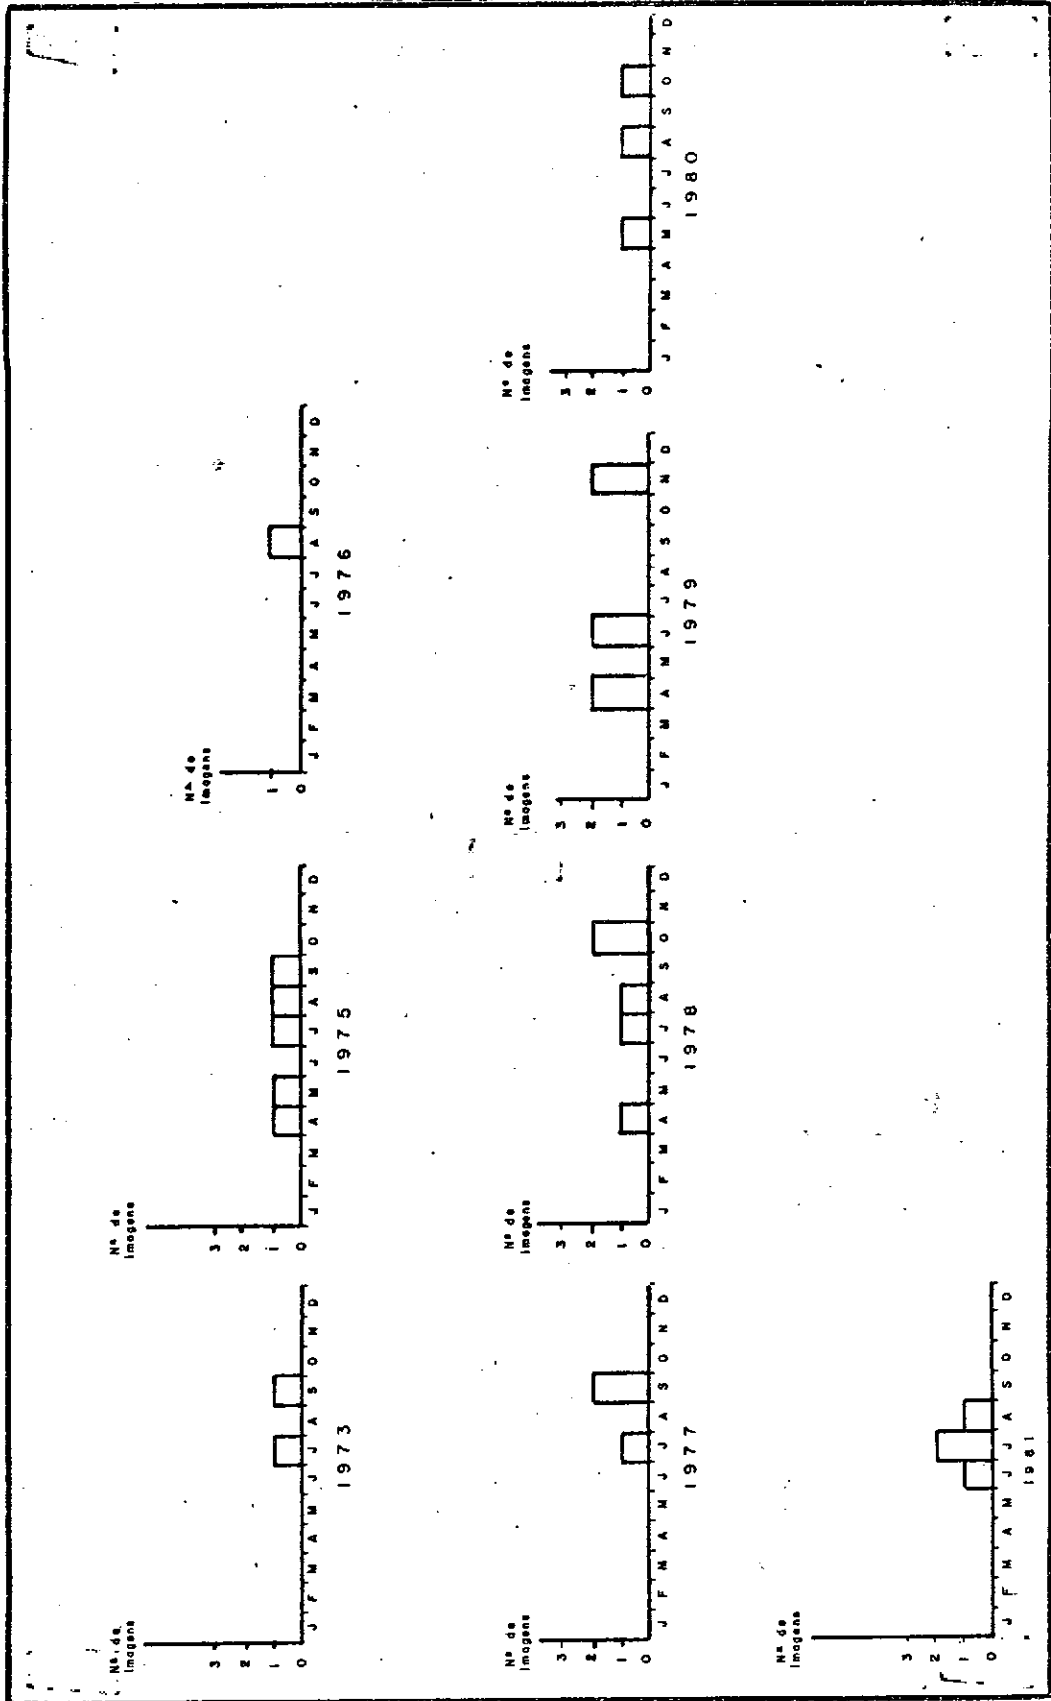 Nº de
Imagens
3
2
1
0
J F M A M J J A S O N D
1973
Nº de
Imagens
3
2
1
0
J F M A M J J A S O N D
1975
Nº de
Imagens
1
0
J F M A M J J A S O N D
1976
Nº de
Imagens
3
2
1
0
J F M A M J J A S O N D
1977
Nº de
Imagens
3
2
1
0
J F M A M J J A S O N D
1978
Nº de
Imagens
3
2
1
0
J F M A M J J A S O N D
1979
Nº de
Imagens
3
2
1
0
J F M A M J J A S O N D
1980
Nº de
Imagens
3
2
1
0
J F M A M J J A S O N D
1981